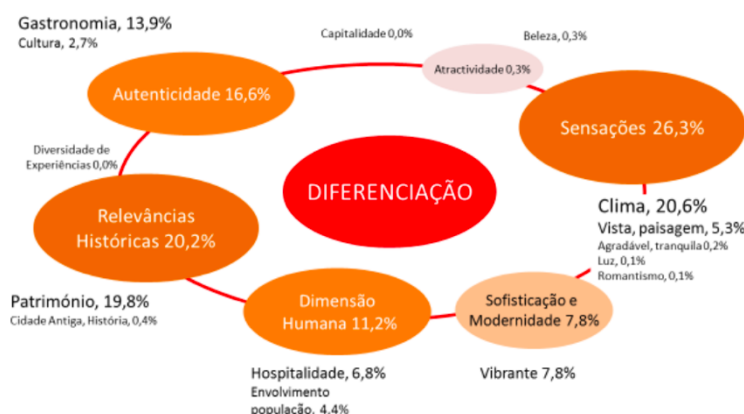 Gastronomia, 13,9%
Cultura, 2,7%
Capitalidade 0,0%
Beleza, 0,3%
Atractividade 0,3%
Autenticidade 16,6%
Sensações 26,3%
Diversidade de
Experiências 0,0%
DIFERENCIAÇÃO
Relevâncias
Históricas 20,2%
Clima, 20,6%
Vista, paisagem, 5,3%
Agradável, tranquila 0,2%
Luz, 0,1%
Romantismo, 0,1%
Património, 19,8%
Cidade Antiga, História, 0,4%
Dimensão
Humana 11,2%
Sofisticação e
Modernidade 7,8%
Hospitalidade, 6,8%
Envolvimento
população, 4,4%
Vibrante 7,8%